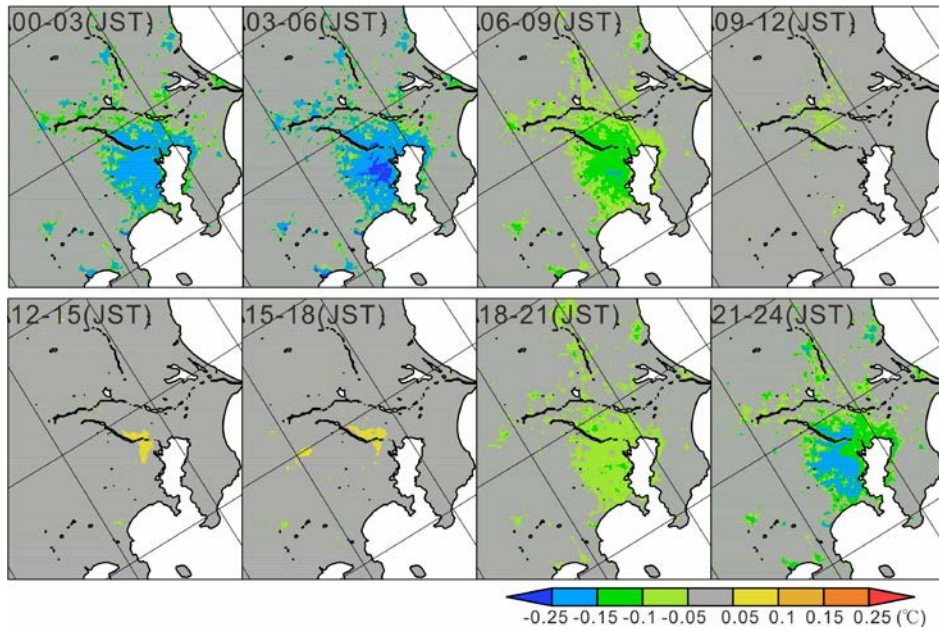 00-03(JST)
03-06(JST)
06-09(JST)
09-12(JST)
12-15(JST)
15-18(JST)
18-21(JST)
21-24(JST)
-0.25 -0.15 -0.1 -0.05 0.05 0.1 0.15 0.25 (℃)